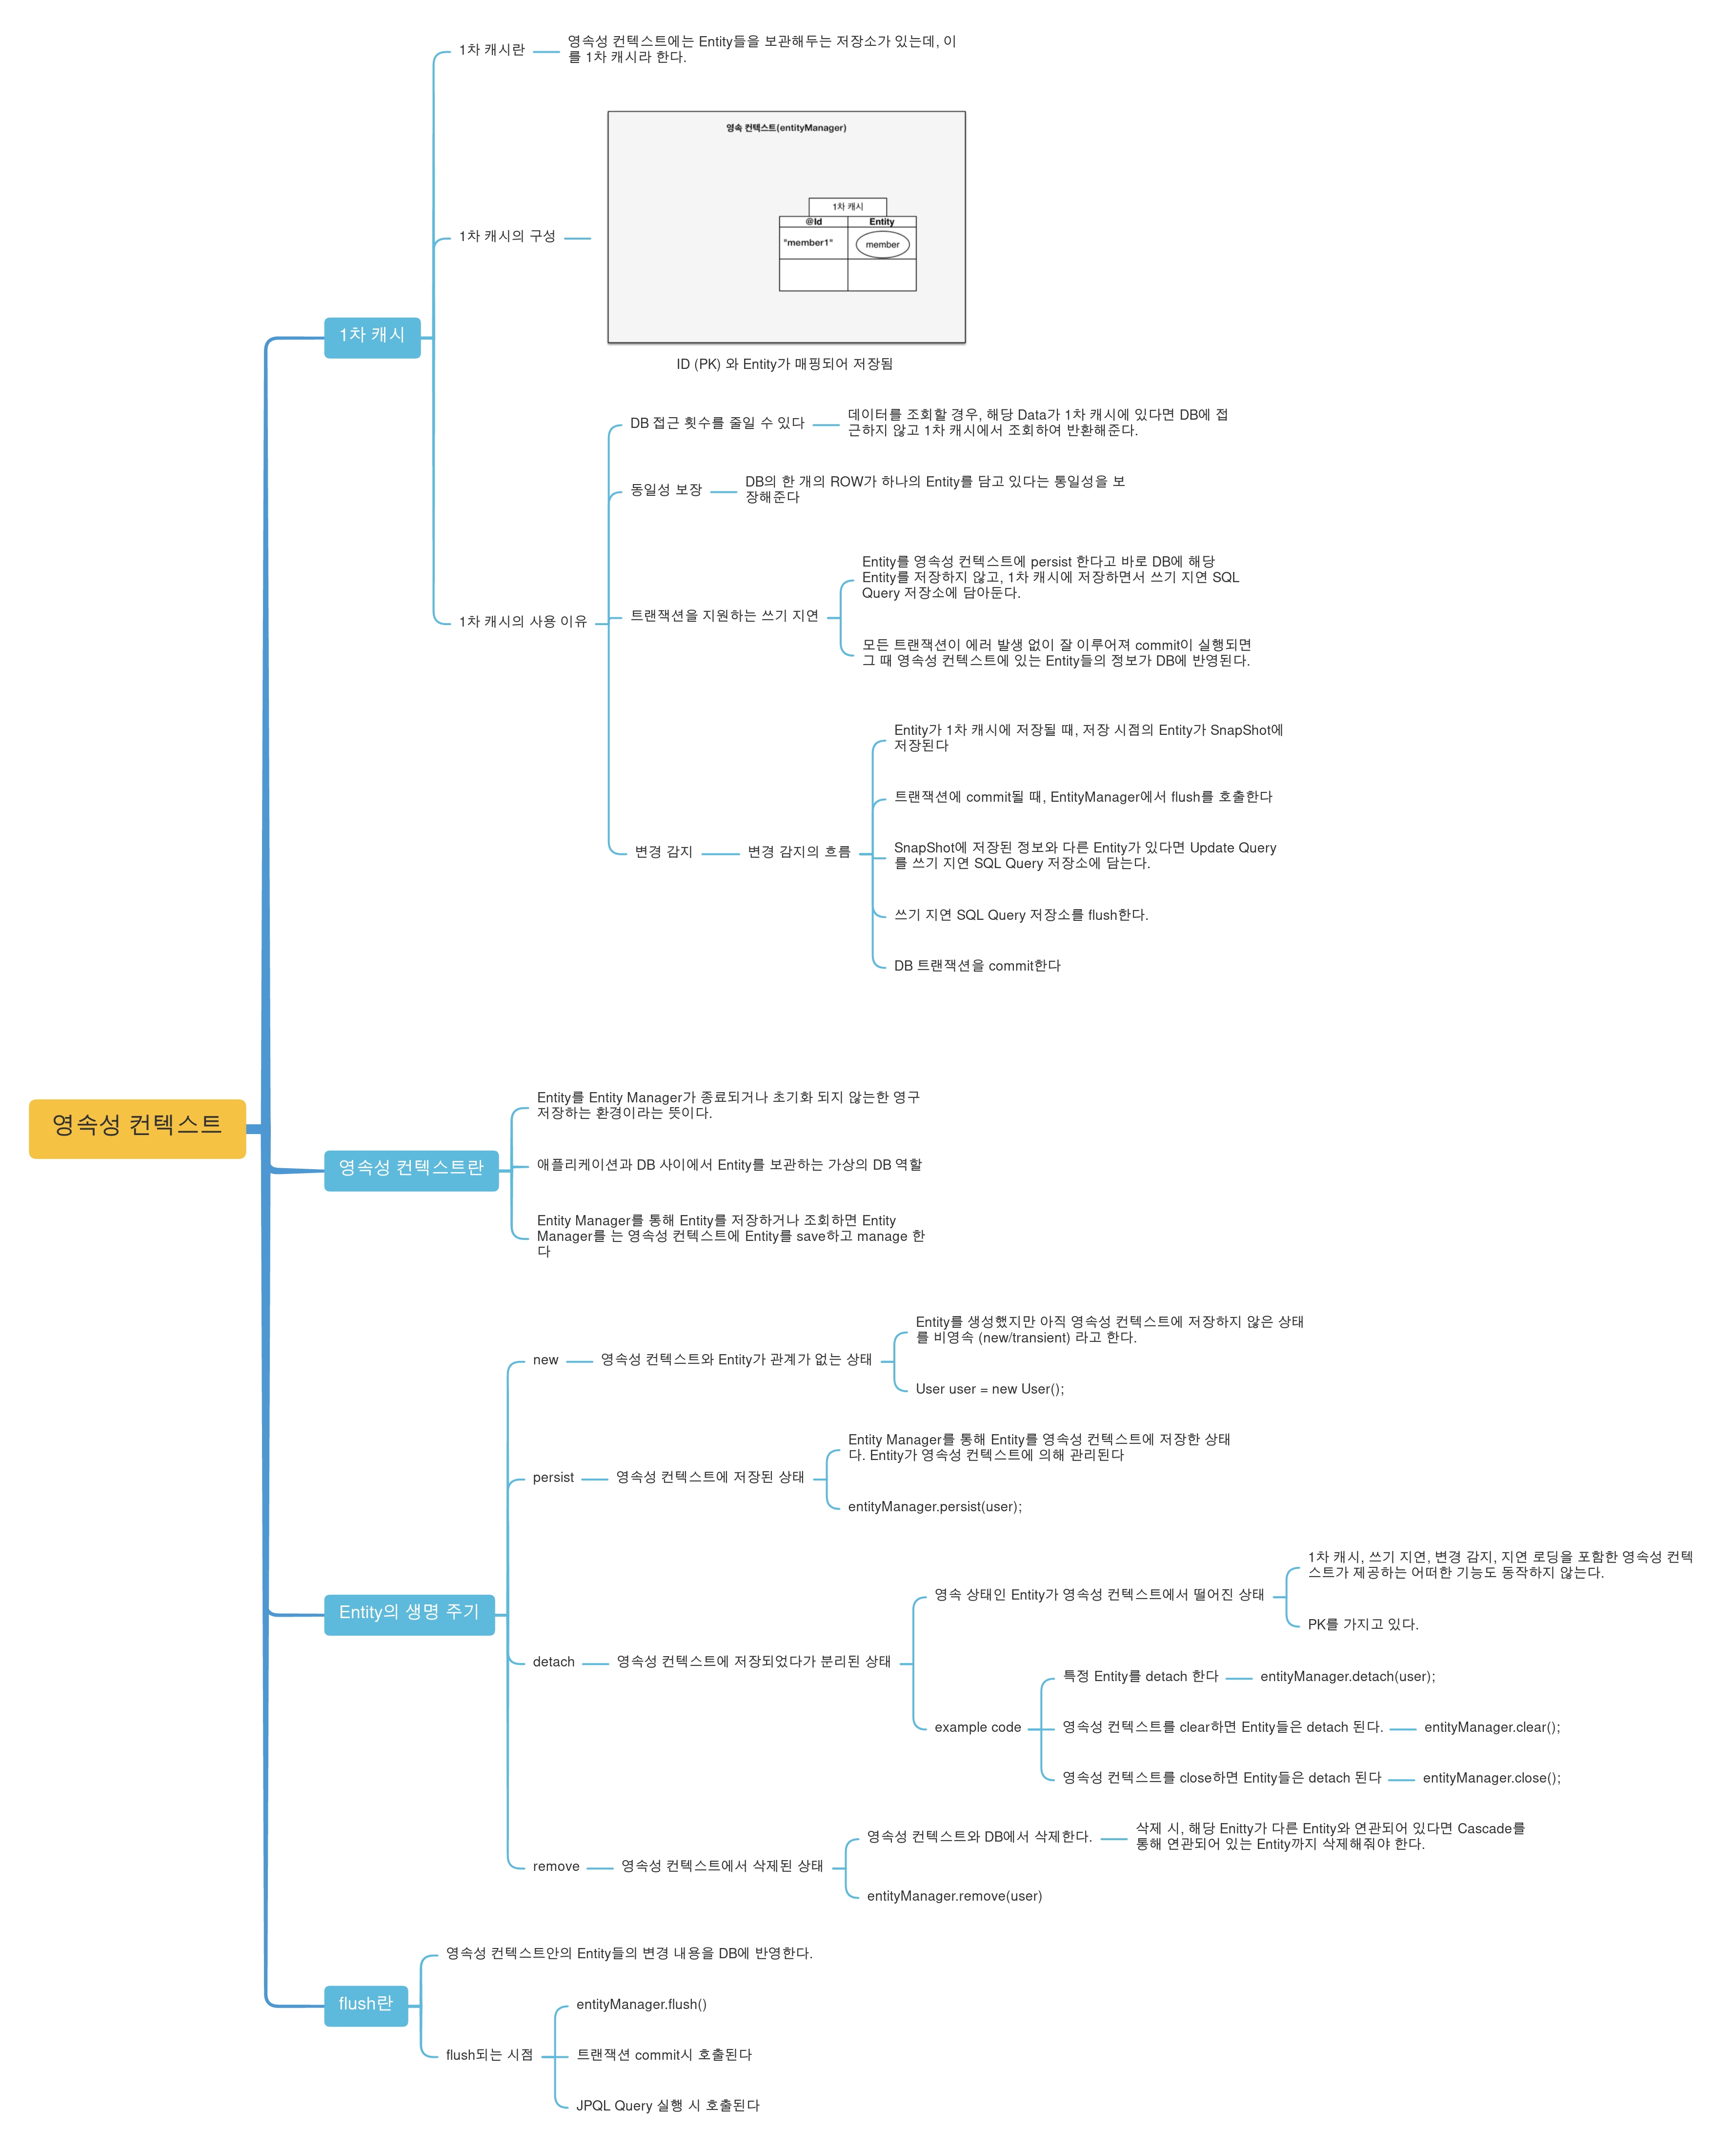 영속성 컨텍스트
1차 캐시
1차 캐시란
영속성 컨텍스트에는 Entity들을 보관해두는 저장소가 있는데, 이
를 1차 캐시라 한다.
1차 캐시의 구성
영속 컨텍스트(entityManager)
1차 캐시
@Id
Entity
"member1"
member
ID (PK) 와 Entity가 매핑되어 저장됨
1차 캐시의 사용 이유
DB 접근 횟수를 줄일 수 있다
데이터를 조회할 경우, 해당 Data가 1차 캐시에 있다면 DB에 접
근하지 않고 1차 캐시에서 조회하여 반환해준다.
동일성 보장
DB의 한 개의 ROW가 하나의 Entity를 담고 있다는 통일성을 보
장해준다
트랜잭션을 지원하는 쓰기 지연
Entity를 영속성 컨텍스트에 persist 한다고 바로 DB에 해당
Entity를 저장하지 않고, 1차 캐시에 저장하면서 쓰기 지연 SQL
Query 저장소에 담아둔다.
모든 트랜잭션이 에러 발생 없이 잘 이루어져 commit이 실행되면
그 때 영속성 컨텍스트에 있는 Entity들의 정보가 DB에 반영된다.
변경 감지
변경 감지의 흐름
Entity가 1차 캐시에 저장될 때, 저장 시점의 Entity가 SnapShot에
저장된다
트랜잭션에 commit될 때, EntityManager에서 flush를 호출한다
SnapShot에 저장된 정보와 다른 Entity가 있다면 Update Query
를 쓰기 지연 SQL Query 저장소에 담는다.
쓰기 지연 SQL Query 저장소를 flush한다.
DB 트랜잭션을 commit한다
영속성 컨텍스트란
Entity를 Entity Manager가 종료되거나 초기화 되지 않는한 영구
저장하는 환경이라는 뜻이다.
애플리케이션과 DB 사이에서 Entity를 보관하는 가상의 DB 역할
Entity Manager를 통해 Entity를 저장하거나 조회하면 Entity
Manager를 는 영속성 컨텍스트에 Entity를 save하고 manage 한
다
Entity의 생명 주기
new
영속성 컨텍스트와 Entity가 관계가 없는 상태
Entity를 생성했지만 아직 영속성 컨텍스트에 저장하지 않은 상태
를 비영속 (new/transient) 라고 한다.
User user = new User();
persist
영속성 컨텍스트에 저장된 상태
Entity Manager를 통해 Entity를 영속성 컨텍스트에 저장한 상태
다. Entity가 영속성 컨텍스트에 의해 관리된다
entityManager.persist(user);
detach
영속성 컨텍스트에 저장되었다가 분리된 상태
영속 상태인 Entity가 영속성 컨텍스트에서 떨어진 상태
1차 캐시, 쓰기 지연, 변경 감지, 지연 로딩을 포함한 영속성 컨텍
스트가 제공하는 어떠한 기능도 동작하지 않는다.
PK를 가지고 있다.
example code
특정 Entity를 detach 한다
entityManager.detach(user);
영속성 컨텍스트를 clear하면 Entity들은 detach 된다.
entityManager.clear();
영속성 컨텍스트를 close하면 Entity들은 detach 된다
entityManager.close();
remove
영속성 컨텍스트에서 삭제된 상태
영속성 컨텍스트와 DB에서 삭제한다.
삭제 시, 해당 Enitty가 다른 Entity와 연관되어 있다면 Cascade를
통해 연관되어 있는 Entity까지 삭제해줘야 한다.
entityManager.remove(user)
flush란
영속성 컨텍스트안의 Entity들의 변경 내용을 DB에 반영한다.
flush되는 시점
entityManager.flush()
트랜잭션 commit시 호출된다
JPQL Query 실행 시 호출된다